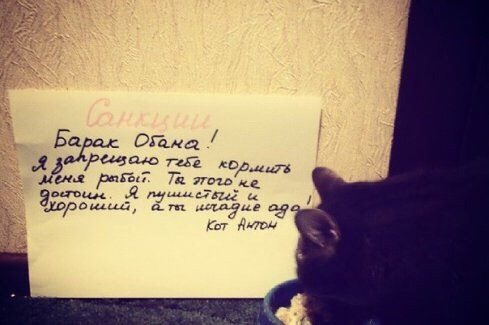 Санкции
Барак Обама!
Я запрещаю тебе кормить
меня рыбой. Ты этого не
достоин. Я пушистый и
хороший, а ты исчадие ада!
Кот Антон